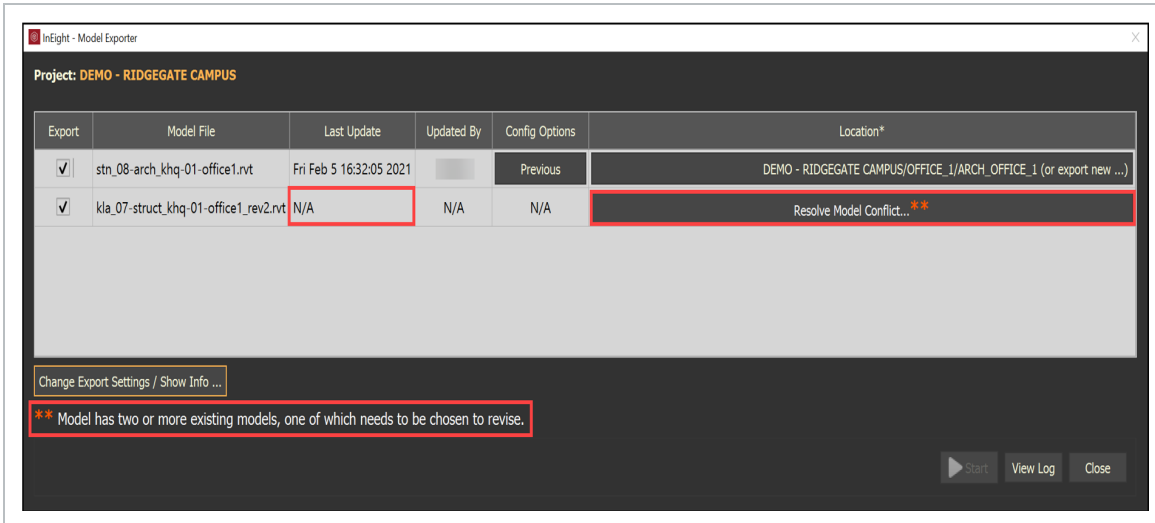 InEight - Model Exporter X
Project: DEMO - RIDGEGATE CAMPUS
Export Model File Last Update Updated By Config Options Location*
stn_08-arch_khq-01-office1.rvt Fri Feb 5 16:32:05 2021 Previous DEMO - RIDGEGATE CAMPUS/OFFICE_1/ARCH_OFFICE_1 (or export new ...)
kla_07-struct_khq-01-office1_rev2.rvt N/A N/A N/A Resolve Model Conflict...**
Change Export Settings / Show Info ...
** Model has two or more existing models, one of which needs to be chosen to revise.
Start View Log Close